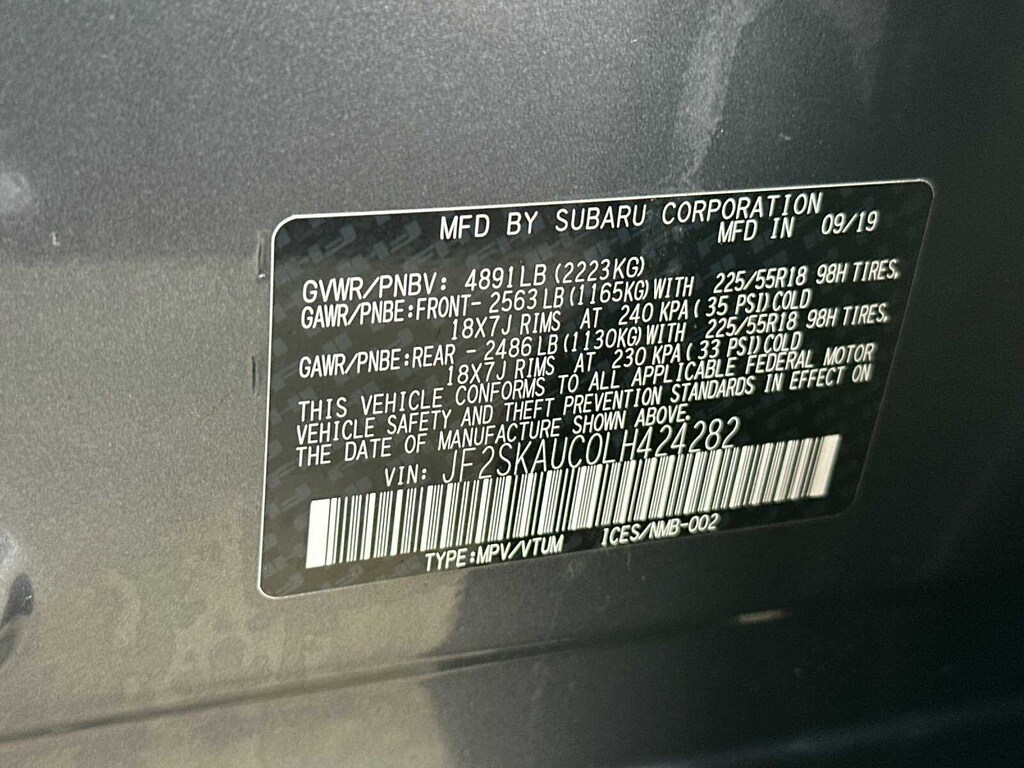 MFD BY SUBARU CORPORATION
MFD IN 09/19
GVWR/PNBV: 4891LB (2223KG)
GAWR/PNBE:FRONT- 2563 LB (1165KG) WITH 225/55R18 98H TIRES,
18X7J RIMS AT 240 KPA ( 35 PSI) COLD
GAWR/PNBE:REAR - 2486 LB (1130KG) WITH 225/55R18 98H TIRES,
18X7J RIMS AT 230 KPA ( 33 PSI) COLD
THIS VEHICLE CONFORMS TO ALL APPLICABLE FEDERAL MOTOR
VEHICLE SAFETY AND THEFT PREVENTION STANDARDS IN EFFECT ON
THE DATE OF MANUFACTURE SHOWN ABOVE.
VIN: JF2SKAUC0LH424282
TYPE:MPV/VTUM ICES/NMB-002